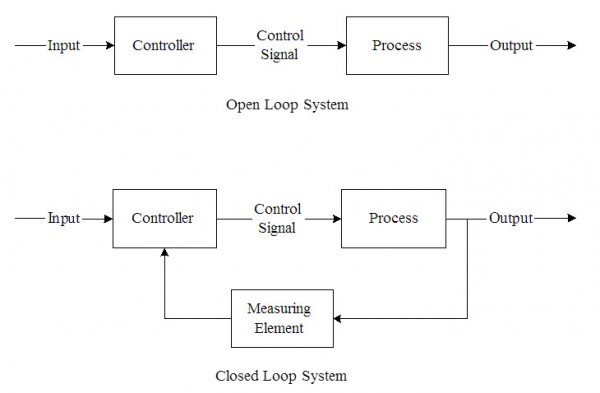 Input
Controller
Control
Signal
Process
Output
Open Loop System
Input
Controller
Control
Signal
Process
Output
Measuring
Element
Closed Loop System